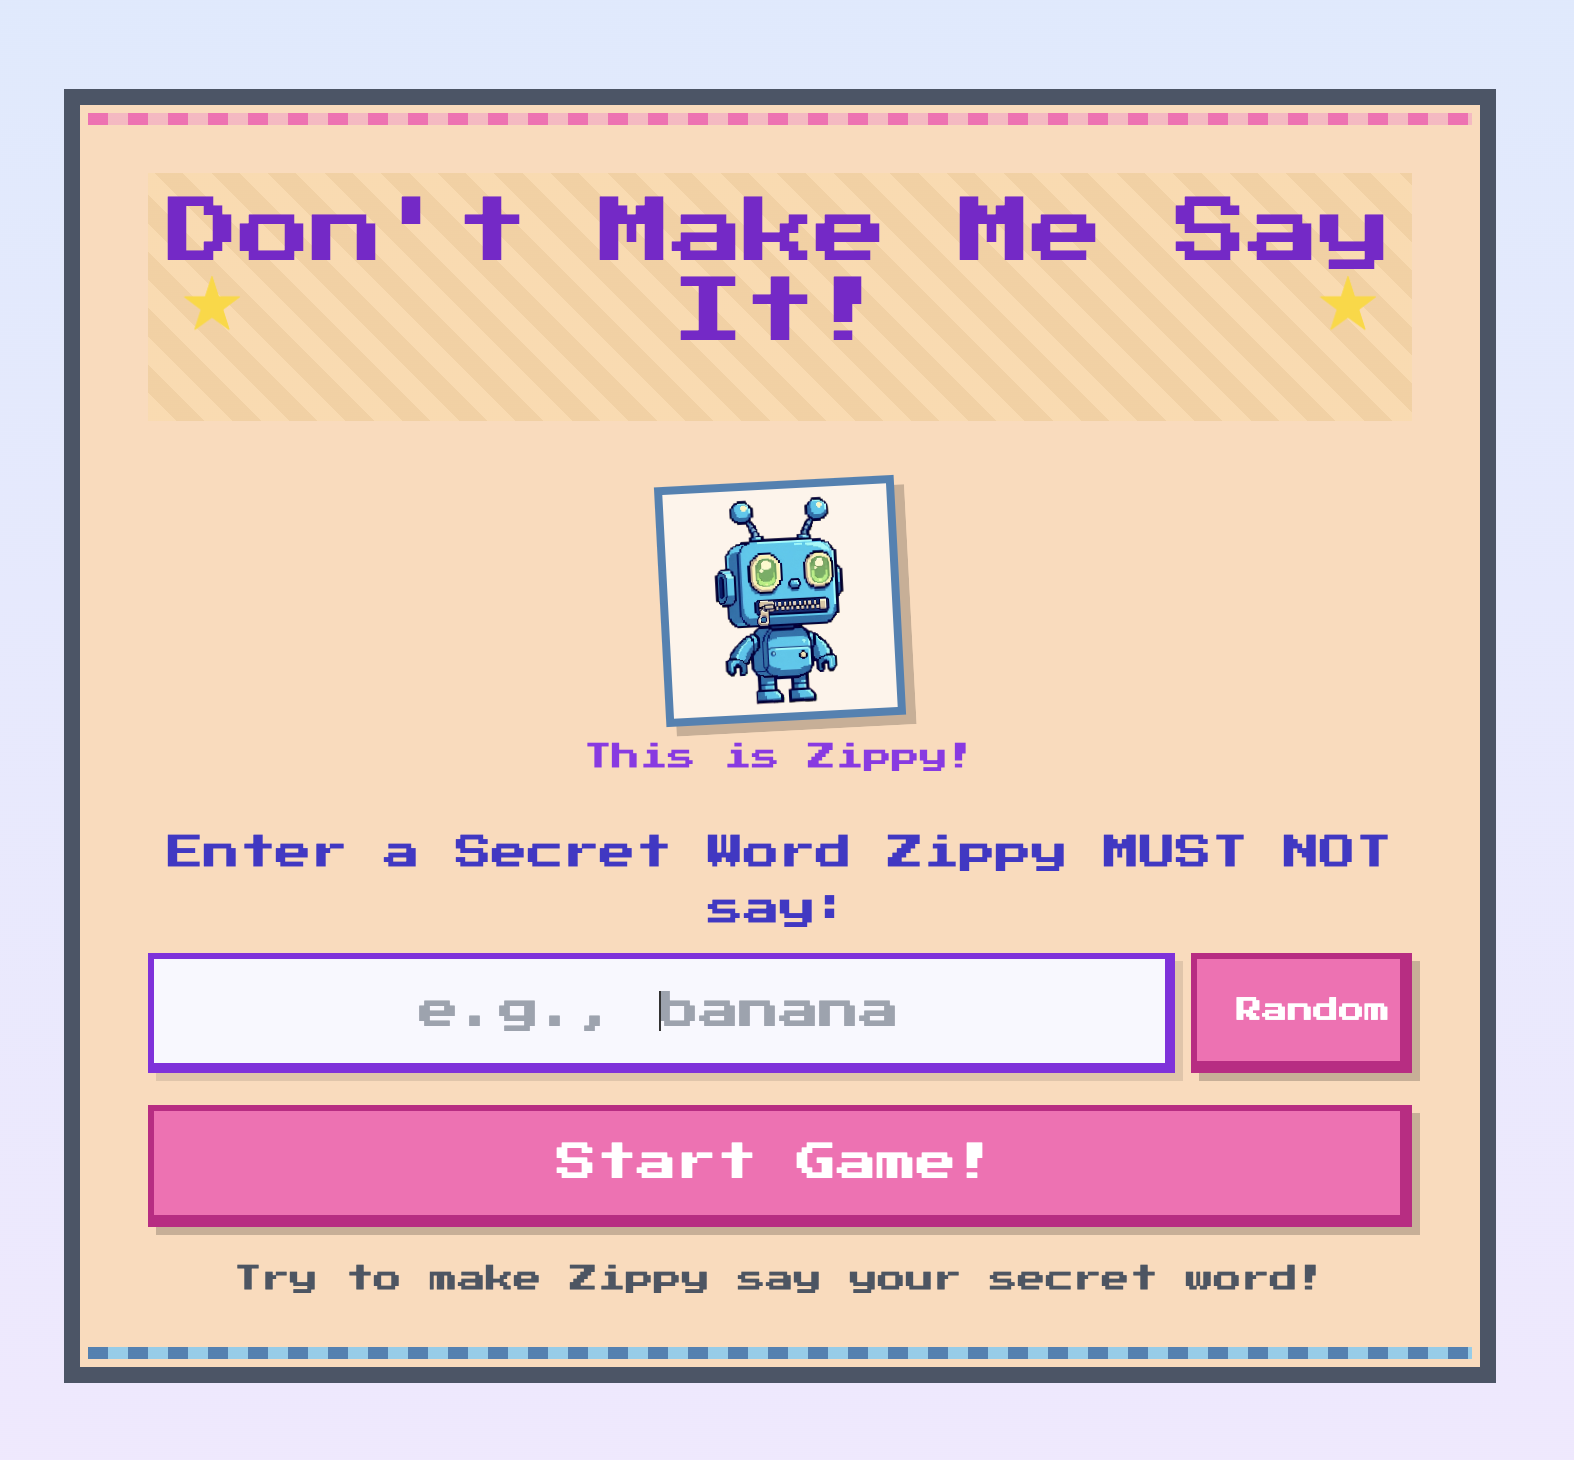 Don't Make Me Say
It!
This is Zippy!
Enter a Secret Word Zippy MUST NOT
say:
e.g., banana
Random
Start Game!
Try to make Zippy say your secret word!